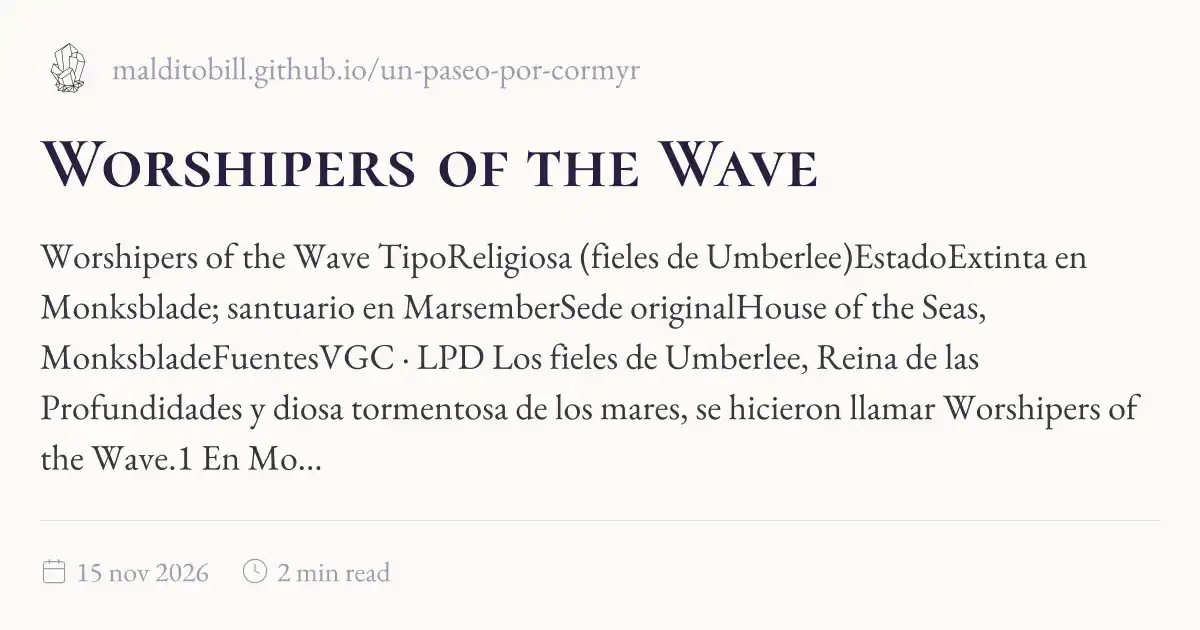 malditobill.github.io/un-paseo-por-cormyr
Worshipers of the Wave
Worshipers of the Wave TipoReligiosa (fieles de Umberlee)EstadoExtinta en
Monksblade; santuario en MarsemberSede originalHouse of the Seas,
MonksbladeFuentesVGC · LPD Los fieles de Umberlee, Reina de las
Profundidades y diosa tormentosa de los mares, se hicieron llamar Worshipers of
the Wave.1 En Mo...
15 nov 2026
2 min read